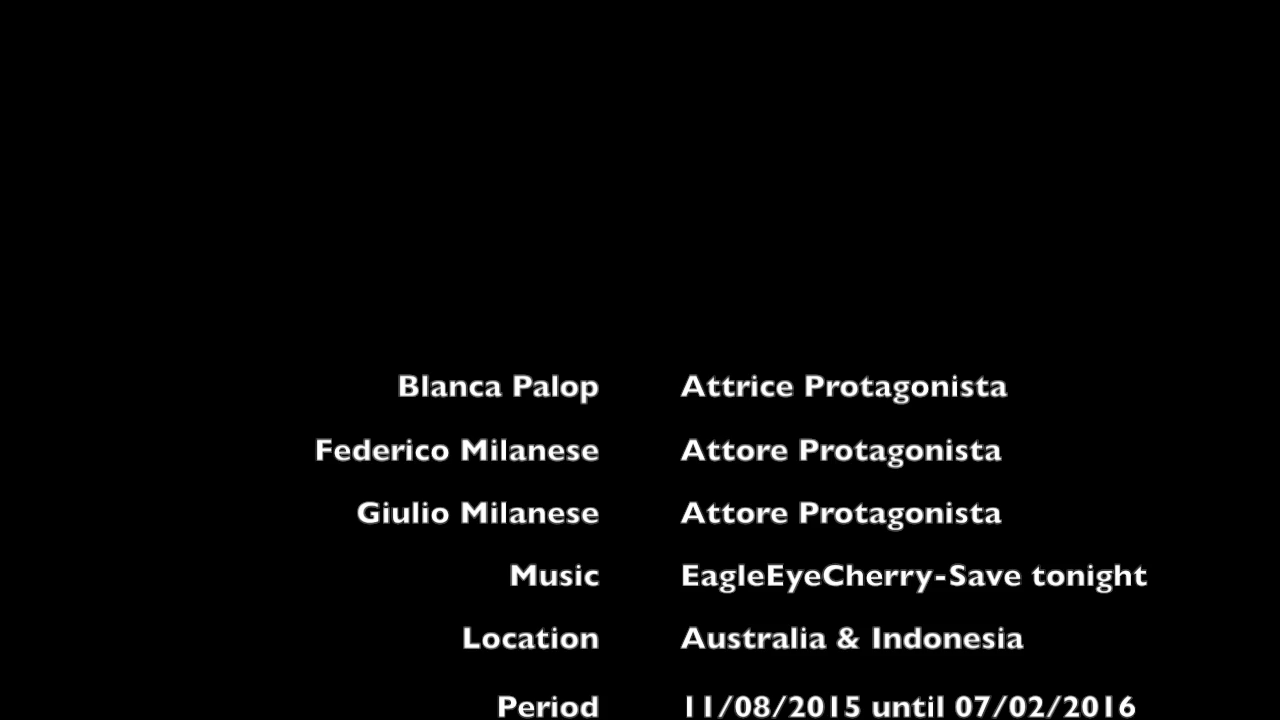 Blanca Palop Attrice Protagonista
Federico Milanese Attore Protagonista
Giulio Milanese Attore Protagonista
Music EagleEyeCherry-Save tonight
Location Australia & Indonesia
Period 11/08/2015 until 07/02/2016